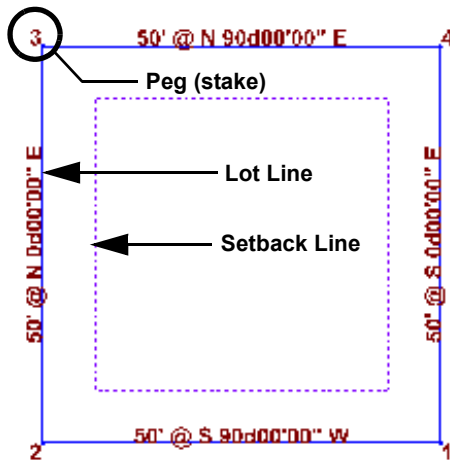 3 50' @ N 90d00'00" E 4
Peg (stake)
Lot Line
Setback Line
50' @ N 0d00'00" E
50' @ S 0d00'00" E
2 50' @ S 90d00'00" W 1